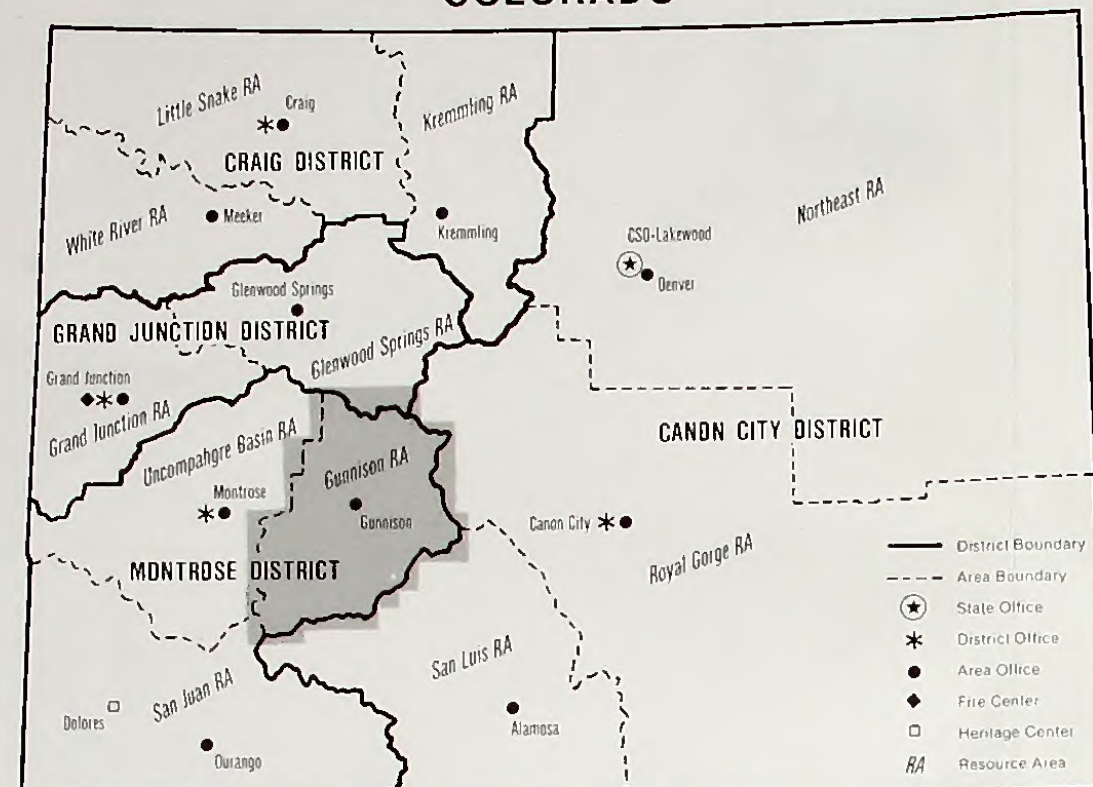 COLORADO
Little Snake RA
Craig
CRAIG DISTRICT
Kremmling RA
White River RA
Meeker
Kremmling
Northeast RA
CSO-Lakewood
Denver
Glenwood Springs
GRAND JUNCTION DISTRICT
Glenwood Springs RA
Grand Junction
Grand Junction RA
Uncompahgre Basin RA
CANON CITY DISTRICT
Gunnison RA
Montrose
Gunnison
Canon City
MONTROSE DISTRICT
Royal Gorge RA
San Luis RA
San Juan RA
Dolores
Durango
Alamosa
District Boundary
Area Boundary
State Office
District Office
Area Office
Fire Center
Heritage Center
RA Resource Area